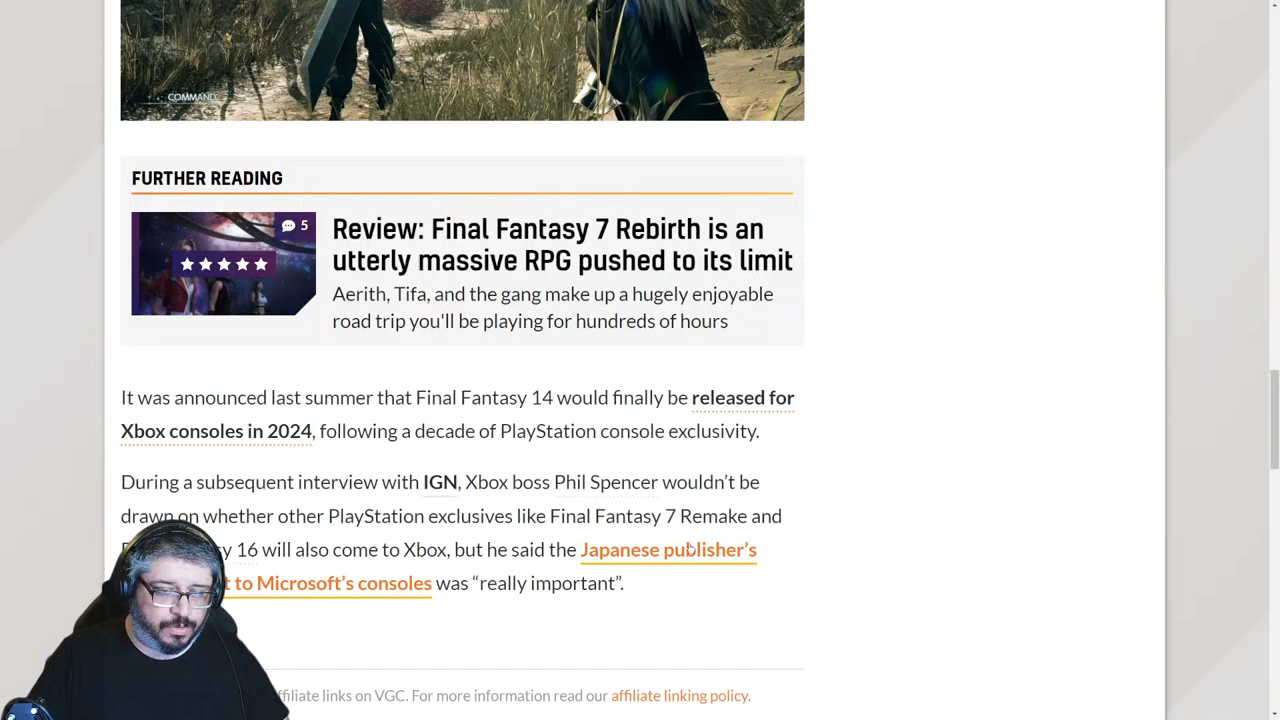 COMMAND
FURTHER READING
5
Review: Final Fantasy 7 Rebirth is an
utterly massive RPG pushed to its limit
Aerith, Tifa, and the gang make up a hugely enjoyable
road trip you'll be playing for hundreds of hours
It was announced last summer that Final Fantasy 14 would finally be released for
Xbox consoles in 2024, following a decade of PlayStation console exclusivity.
During a subsequent interview with IGN, Xbox boss Phil Spencer wouldn't be
drawn on whether other PlayStation exclusives like Final Fantasy 7 Remake and
16 will also come to Xbox, but he said the Japanese publisher's
to Microsoft's consoles was “really important”.
affiliate links on VGC. For more information read our affiliate linking policy.